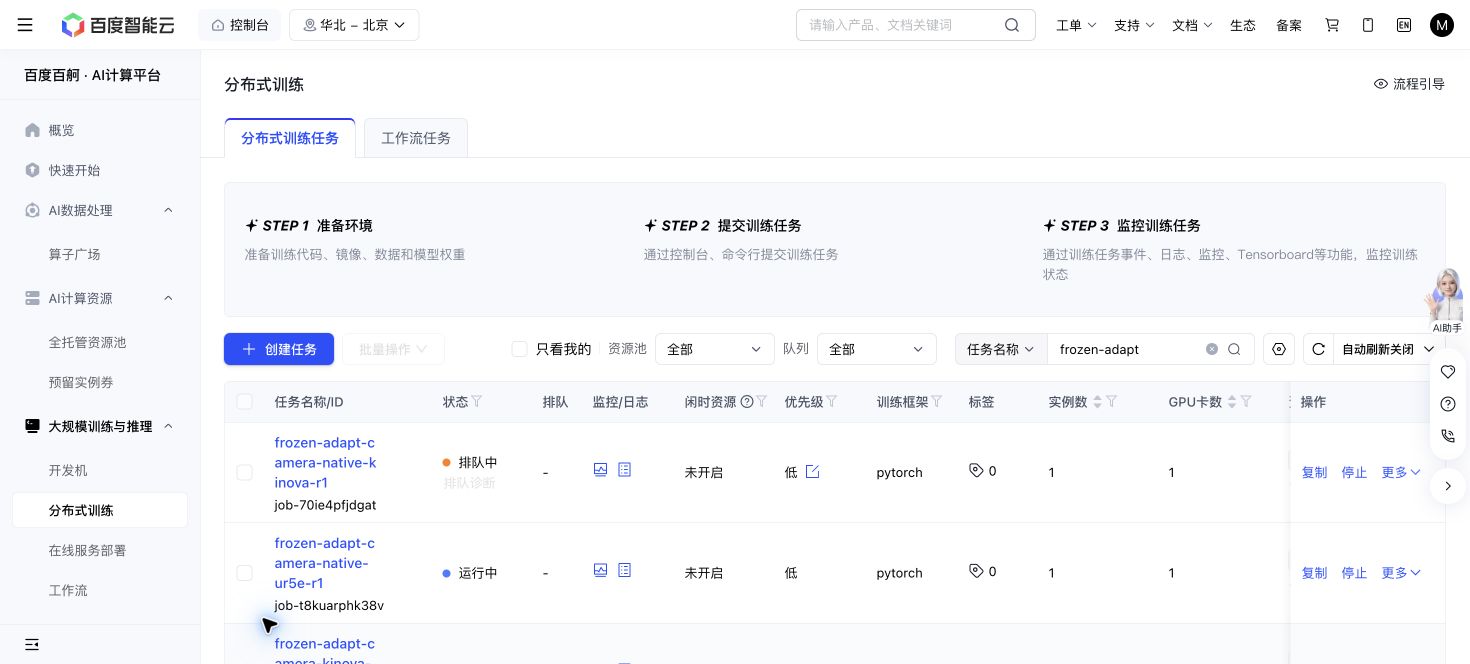 百度智能云
控制台
华北 – 北京
请输入产品、文档关键词
工单
支持
文档
生态
备案
EN
M
百度百舸 · AI计算平台
概览
快速开始
AI数据处理
算子广场
AI计算资源
全托管资源池
预留实例券
大规模训练与推理
开发机
分布式训练
在线服务部署
工作流
分布式训练
流程引导
分布式训练任务
工作流任务
STEP 1 准备环境
准备训练代码、镜像、数据和模型权重
STEP 2 提交训练任务
通过控制台、命令行提交训练任务
STEP 3 监控训练任务
通过训练任务事件、日志、监控、Tensorboard等功能，监控训练
状态
AI助手
创建任务
批量操作
只看我的
资源池
全部
队列
全部
任务名称
frozen-adapt
自动刷新关闭
任务名称/ID
状态
排队
监控/日志
闲时资源
优先级
训练框架
标签
实例数
GPU卡数
操作
frozen-adapt-c
amera-native-k
inova-r1
job-70ie4pfjdgat
排队中
排队诊断
-
未开启
低
pytorch
0
1
1
复制
停止
更多
frozen-adapt-c
amera-native-
ur5e-r1
job-t8kuarphk38v
运行中
-
未开启
低
pytorch
0
1
1
复制
停止
更多
frozen-adapt-c
amera-kinova-